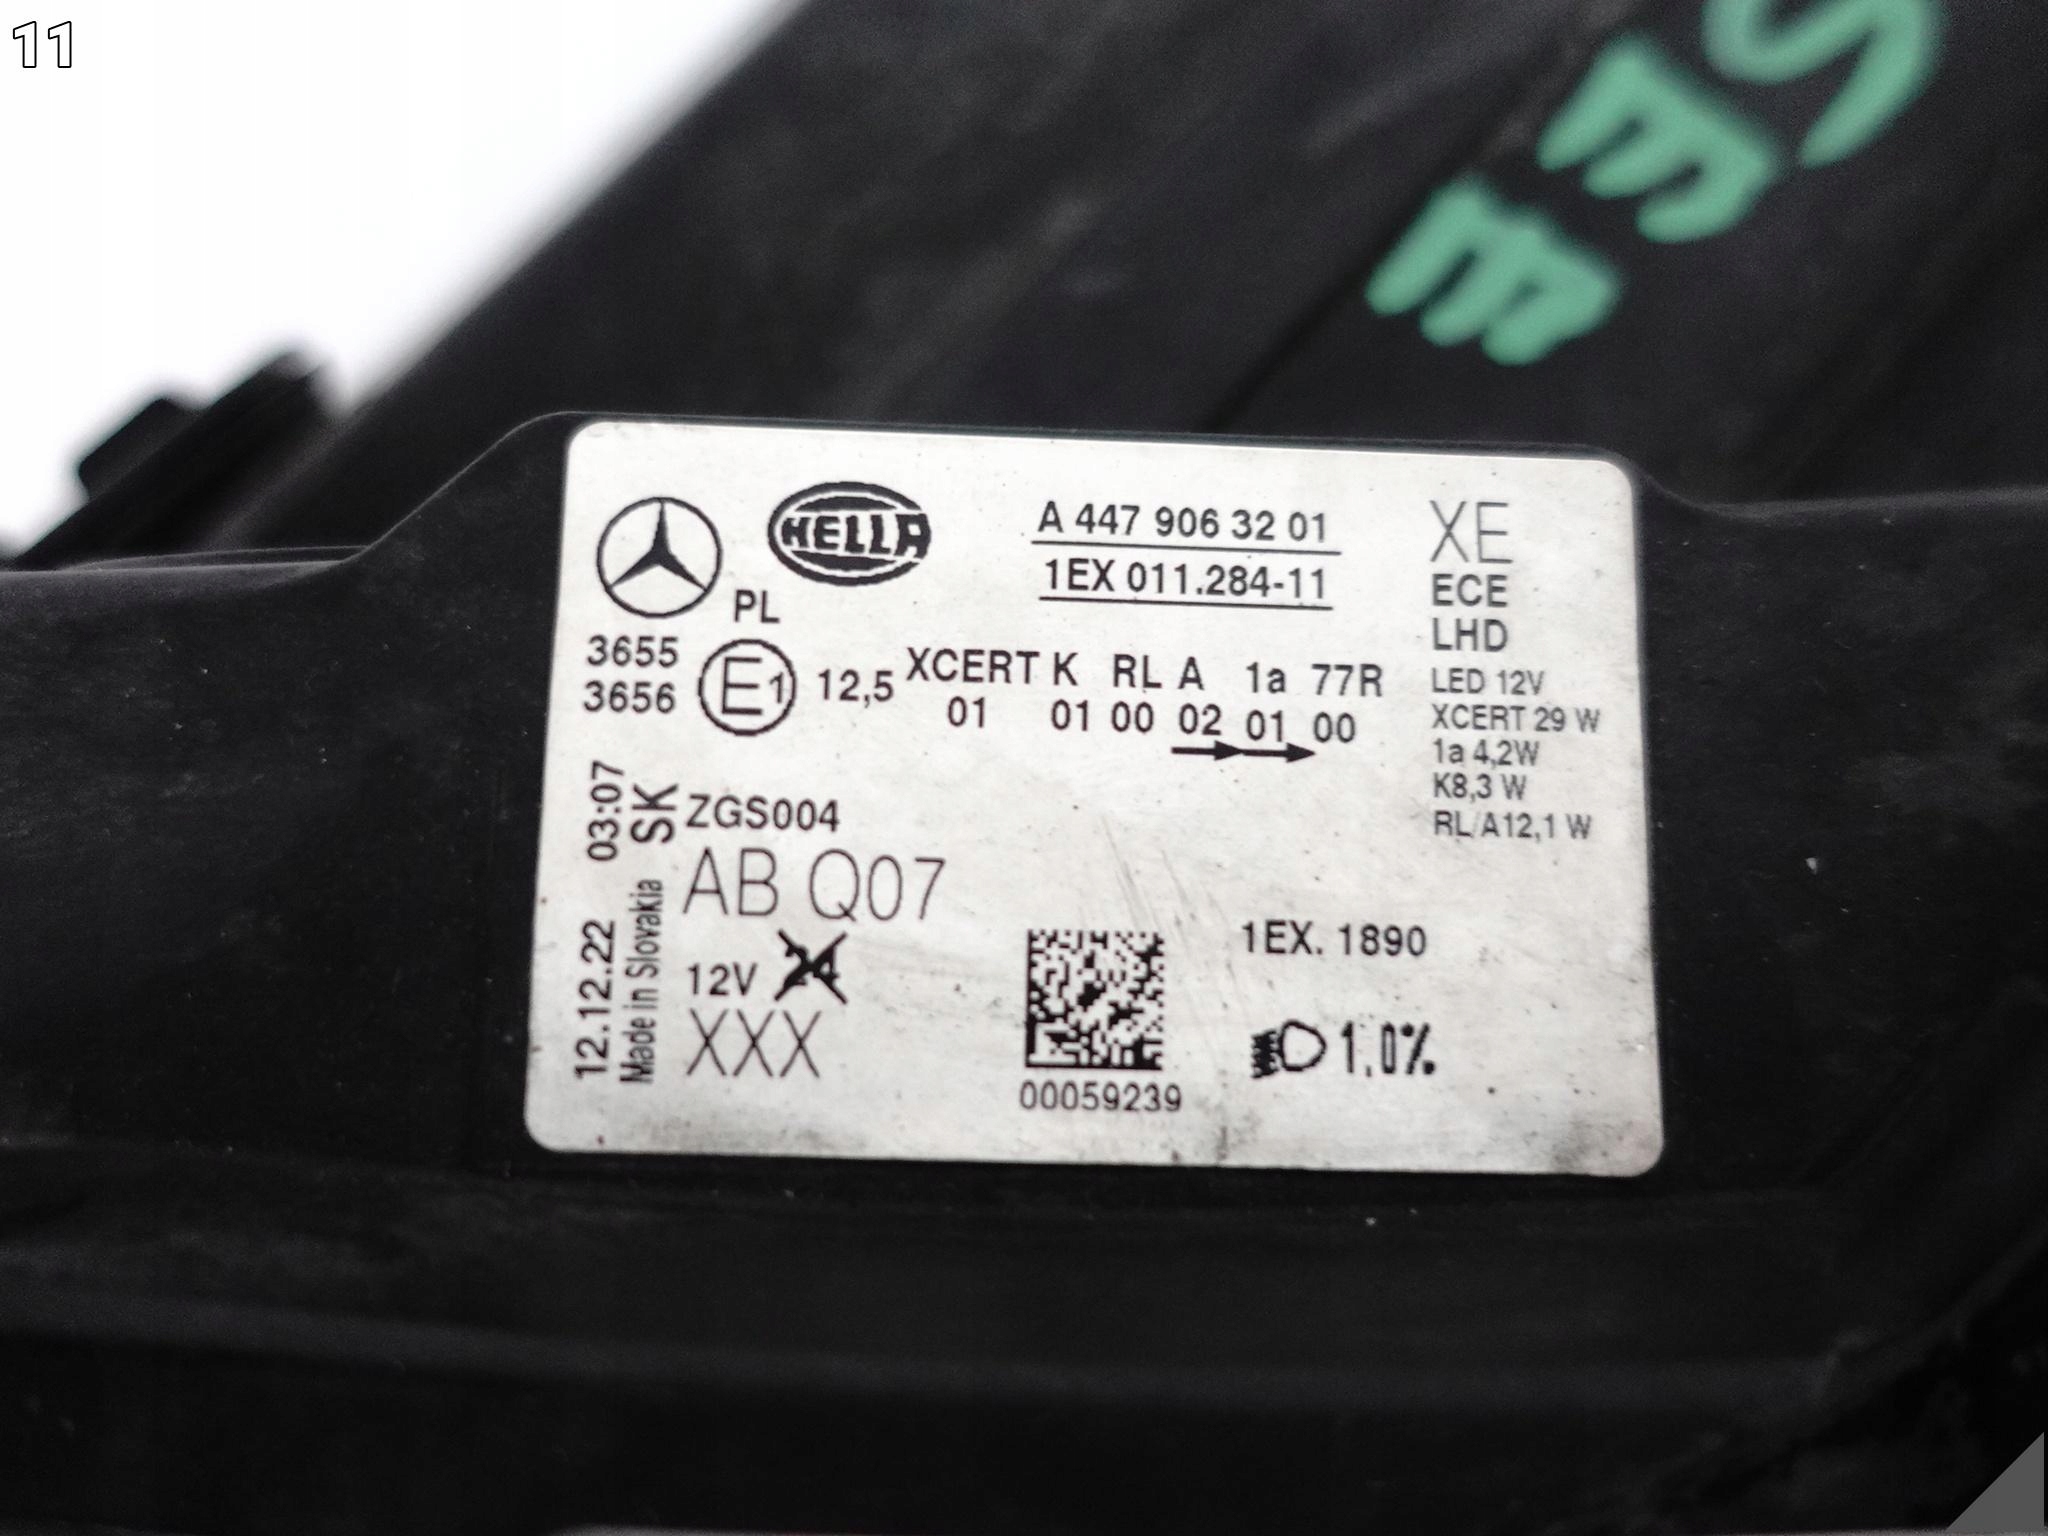 11
S
E
E
HELLA
A 447 906 3201
1EX 011.284-11
XE
ECE
LHD
PL
3655
3656
E1
12,5
XCERT K RL A 1a 77R
01 01 00 02 01 00
LED 12V
XCERT 29 W
1a 4,2W
K8,3 W
RL/A12,1 W
12.12.22 03:07
Made in Slovakia SK
ZGS004
AB Q07
12V 24
XXX
00059239
1EX. 1890
1.0%